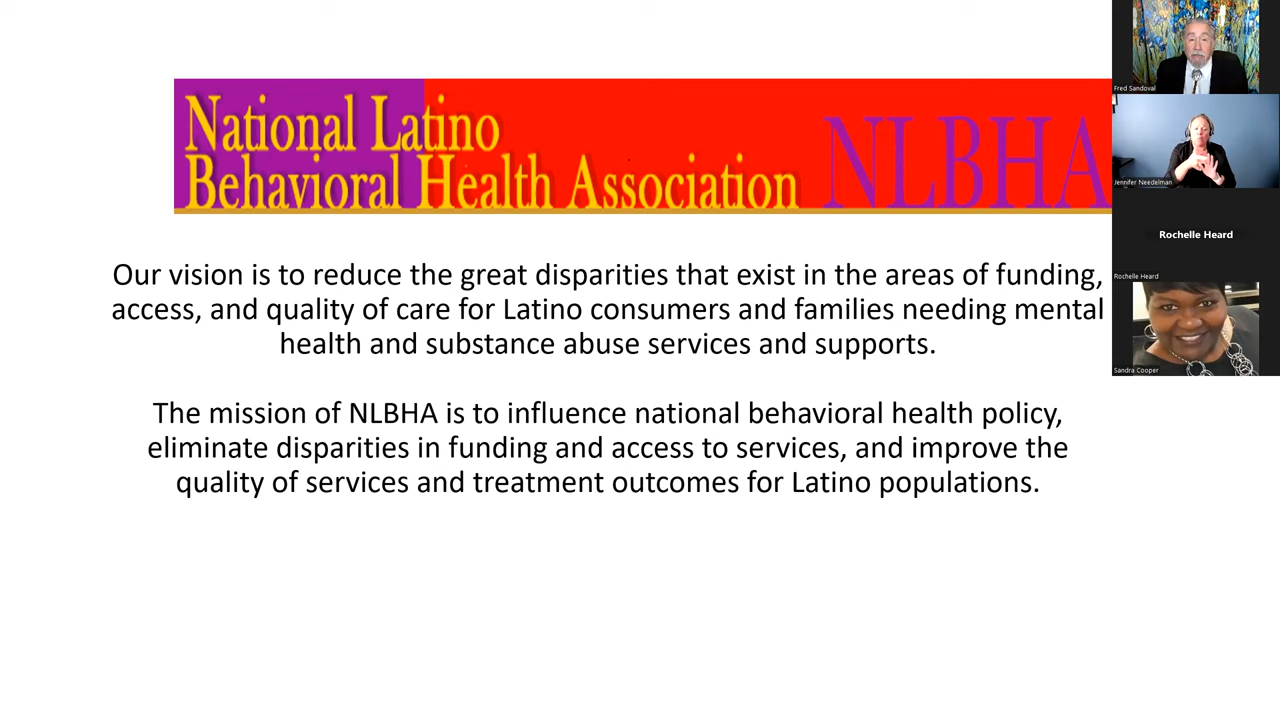 National Latino
Behavioral Health Association
NLBHA
Our vision is to reduce the great disparities that exist in the areas of funding,
access, and quality of care for Latino consumers and families needing mental
health and substance abuse services and supports.
The mission of NLBHA is to influence national behavioral health policy,
eliminate disparities in funding and access to services, and improve the
quality of services and treatment outcomes for Latino populations.
Fred Sandoval
Jennifer Needelman
Rochelle Heard
Rochelle Heard
Sandra Cooper